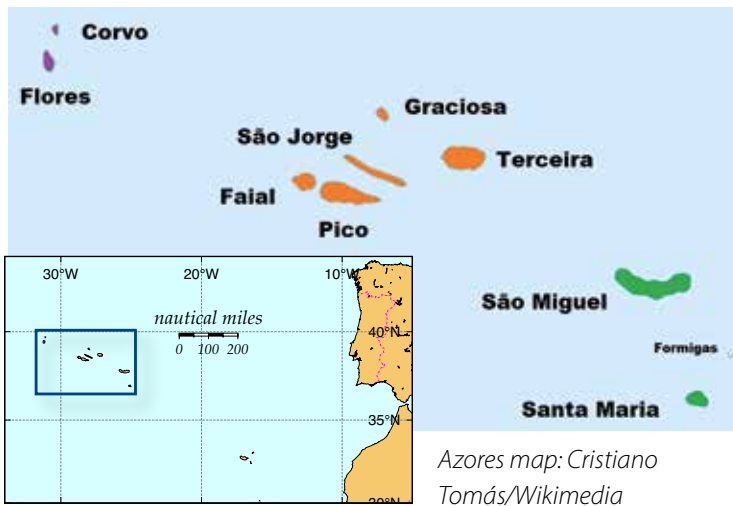 Corvo
Flores
Graciosa
São Jorge
Terceira
Faial
Pico
São Miguel
Formigas
Santa Maria
30°W
20°W
10°W
nautical miles
0 100 200
40°N
35°N
30°N
Azores map: Cristiano
Tomás/Wikimedia